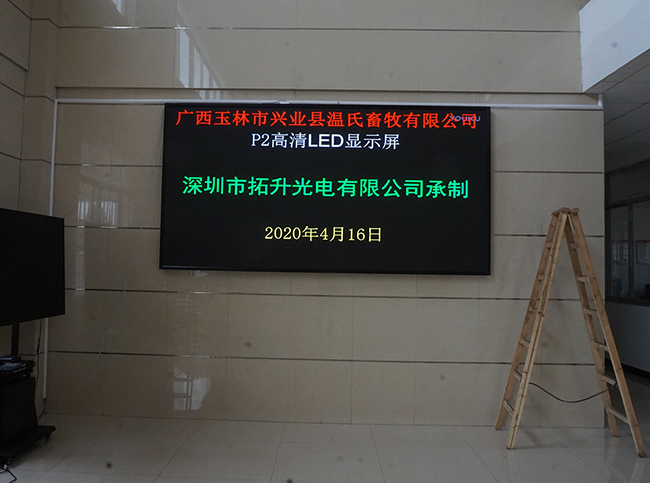 广西玉林市兴业县温氏畜牧有限公司
P2高清LED显示屏
深圳市拓升光电有限公司承制
2020年4月16日